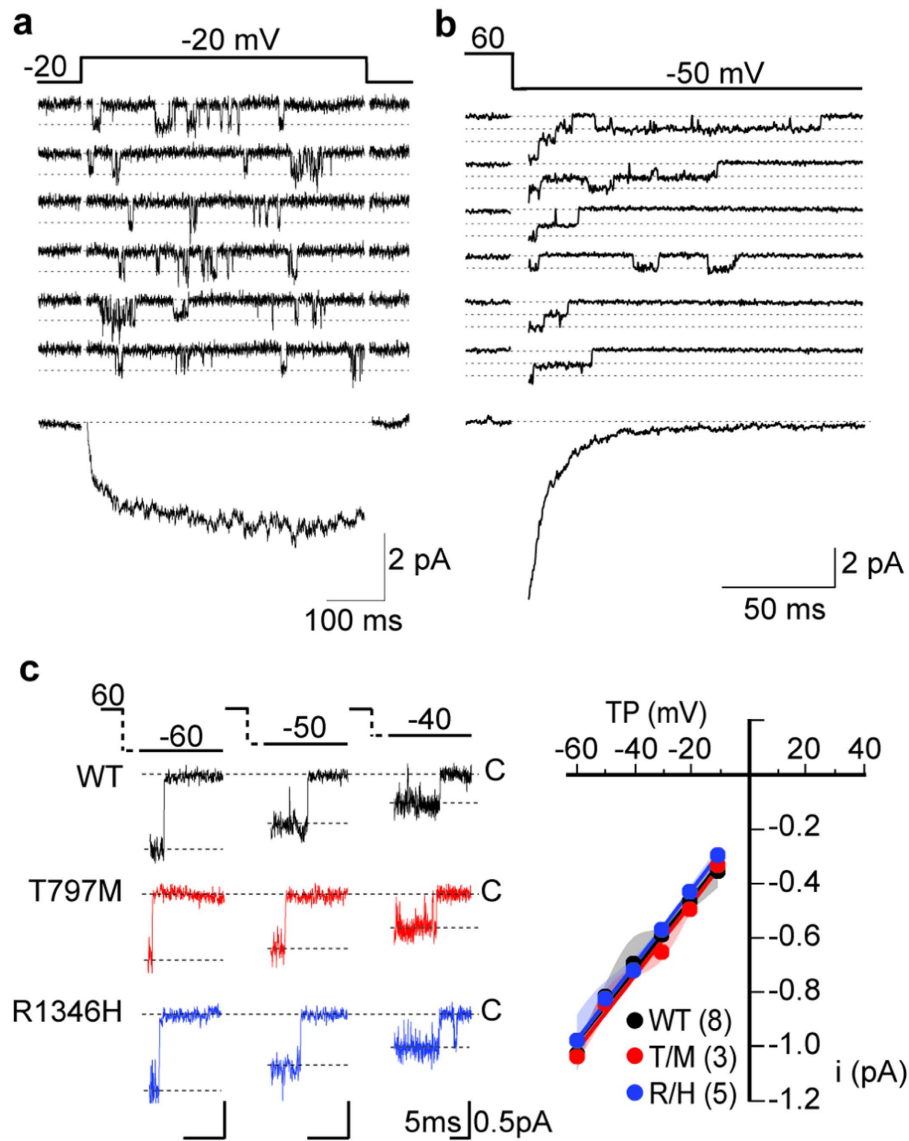 a
-20 mV
-20
2 pA
100 ms
b
60
-50 mV
2 pA
50 ms
c
60
-60
-50
-40
WT
C
T797M
C
R1346H
C
5ms 0.5pA
TP (mV)
-60 -40 -20 20 40
-0.2
-0.4
-0.6
-0.8
-1.0
-1.2
WT (8)
T/M (3)
R/H (5)
i (pA)